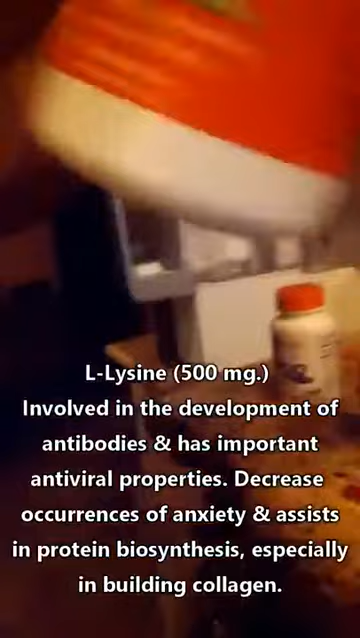 L-Lysine (500 mg.)
Involved in the development of
antibodies & has important
antiviral properties. Decrease
occurrences of anxiety & assists
in protein biosynthesis, especially
in building collagen.